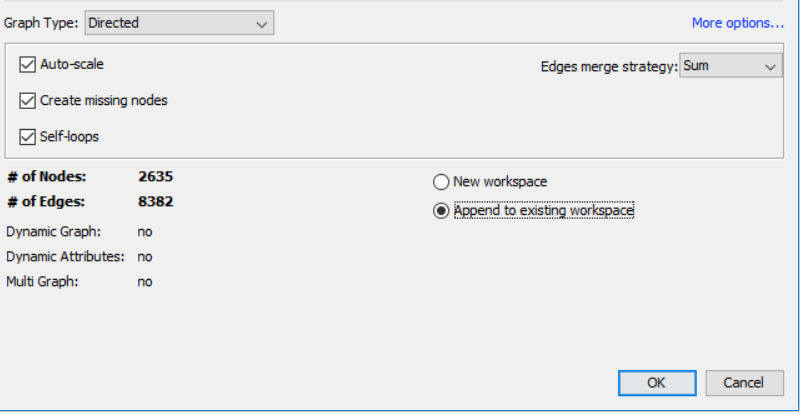 Graph Type: Directed More options...
Auto-scale Edges merge strategy: Sum
Create missing nodes
Self-loops
# of Nodes: 2635 New workspace
# of Edges: 8382 Append to existing workspace
Dynamic Graph: no
Dynamic Attributes: no
Multi Graph: no
OK Cancel